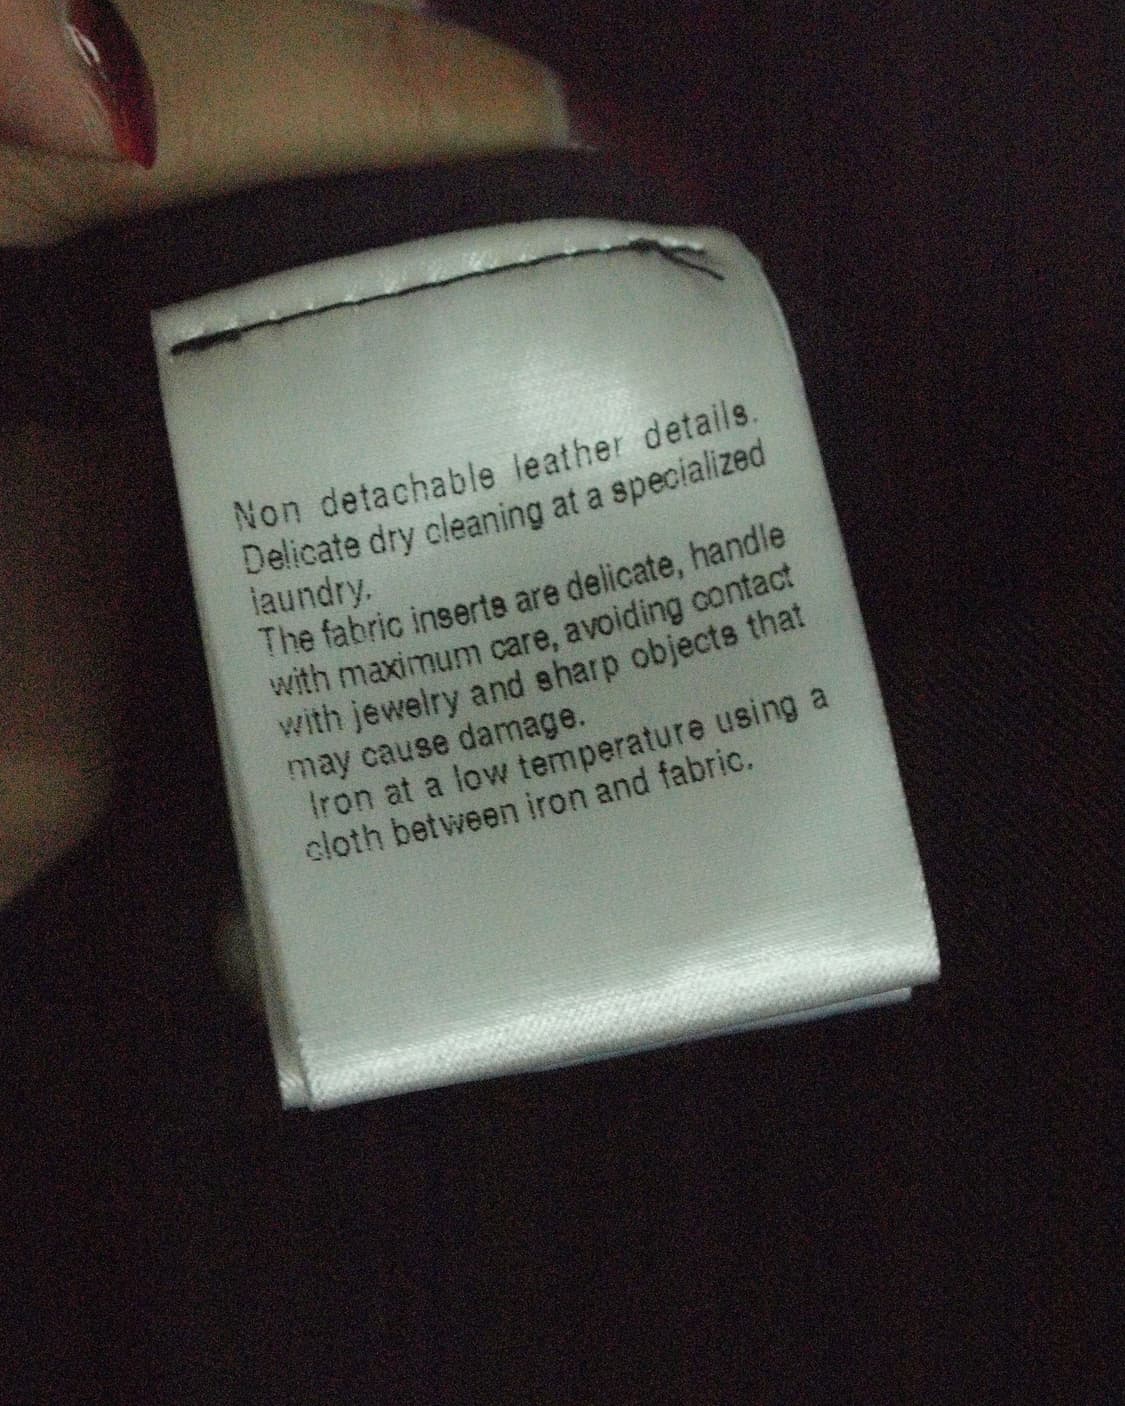 Non detachable leather details.
Delicate dry cleaning at a specialized
laundry.
The fabric inserts are delicate, handle
with maximum care, avoiding contact
with jewelry and sharp objects that
may cause damage.
Iron at a low temperature using a
cloth between iron and fabric.